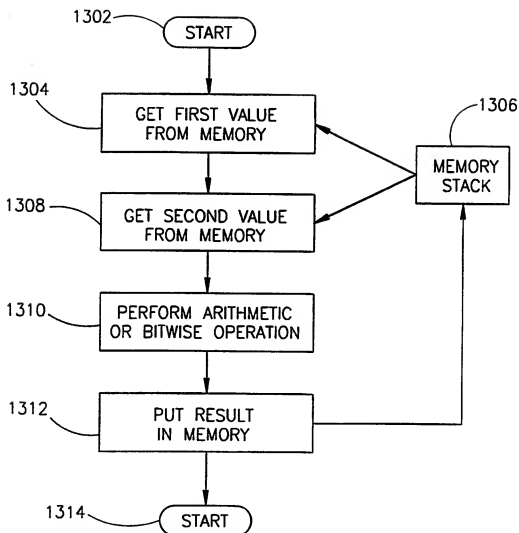 1302
START
1304
GET FIRST VALUE
FROM MEMORY
1306
MEMORY
STACK
1308
GET SECOND VALUE
FROM MEMORY
1310
PERFORM ARITHMETIC
OR BITWISE OPERATION
1312
PUT RESULT
IN MEMORY
1314
START